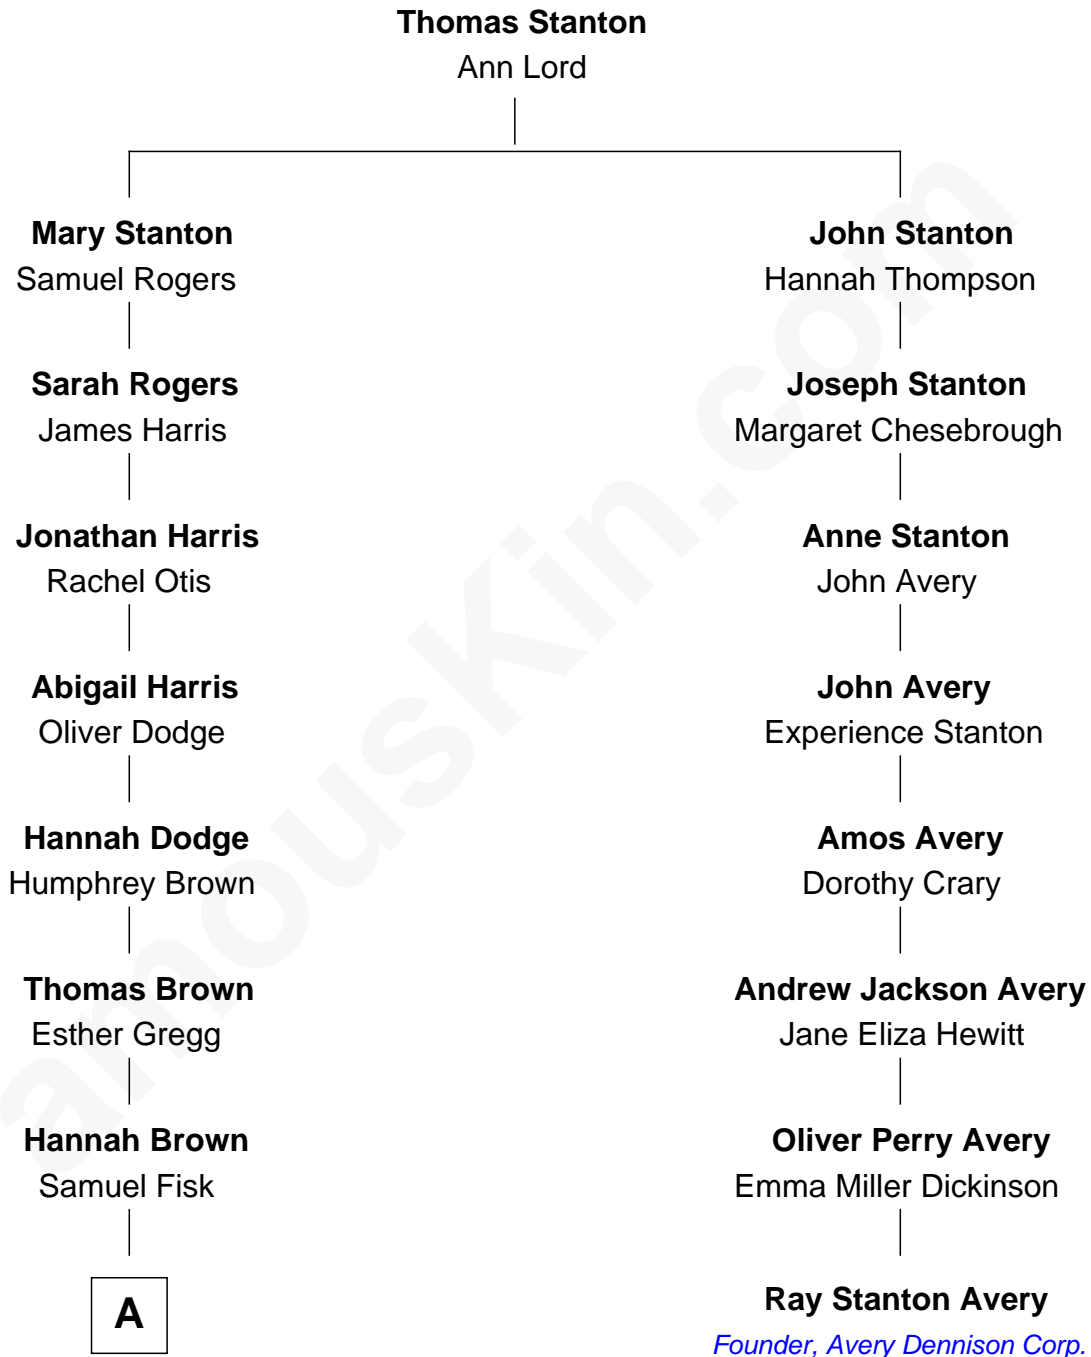 Thomas Stanton
Ann Lord
Mary Stanton
Samuel Rogers
John Stanton
Hannah Thompson
Sarah Rogers
James Harris
Joseph Stanton
Margaret Chesebrough
Jonathan Harris
Rachel Otis
Anne Stanton
John Avery
Abigail Harris
Oliver Dodge
John Avery
Experience Stanton
Hannah Dodge
Humphrey Brown
Amos Avery
Dorothy Crary
Thomas Brown
Esther Gregg
Andrew Jackson Avery
Jane Eliza Hewitt
Hannah Brown
Samuel Fisk
Oliver Perry Avery
Emma Miller Dickinson
A
Ray Stanton Avery
Founder, Avery Dennison Corp.
amousKin.com